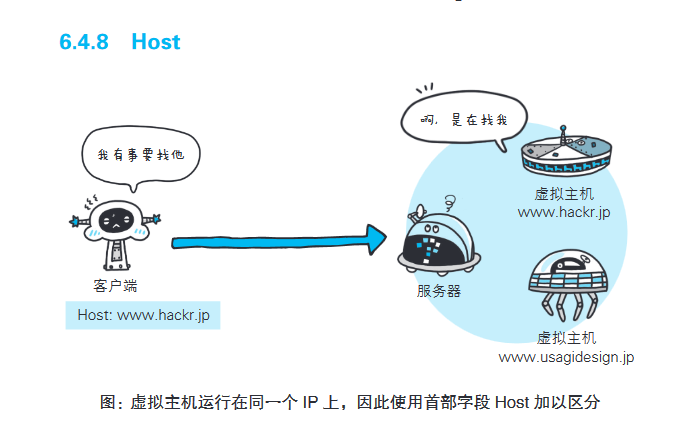 6.4.8 Host
啊，是在找我
我有事要找他
虚拟主机
www.hackr.jp
客户端
服务器
Host: www.hackr.jp
虚拟主机
www.usagidesign.jp
图：虚拟主机运行在同一个 IP 上，因此使用首部字段 Host 加以区分